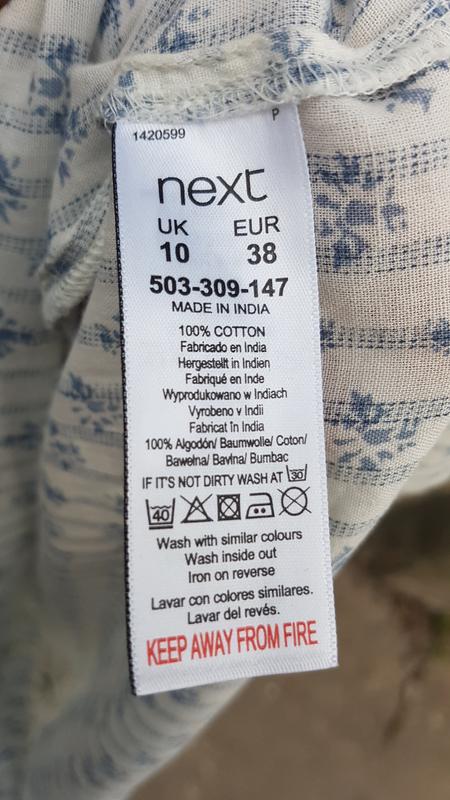 P
1420599
next
UK EUR
10 38
503-309-147
MADE IN INDIA
100% COTTON
Fabricado en India
Hergestellt in Indien
Fabriqué en Inde
Wyprodukowano w Indiach
Vyrobeno v Indii
Fabricat în India
100% Algodón/ Baumwolle/ Coton/
Bawełna/ Bavlna/ Bumbac
IF IT'S NOT DIRTY WASH AT 30
40
Wash with similar colours
Wash inside out
Iron on reverse
Lavar con colores similares.
Lavar del revés.
KEEP AWAY FROM FIRE